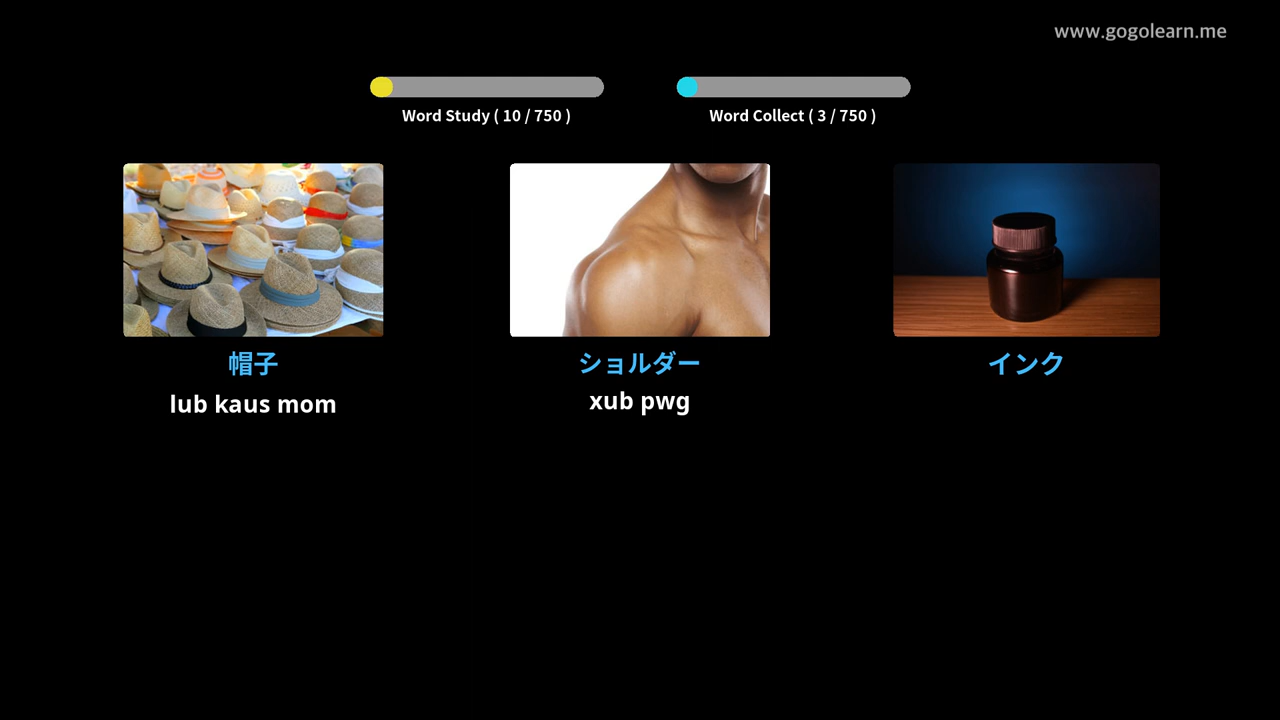 www.gogolearn.me
Word Study ( 10 / 750 )
Word Collect ( 3 / 750 )
帽子
ショルダー
インク
lub kaus mom
xub pwg